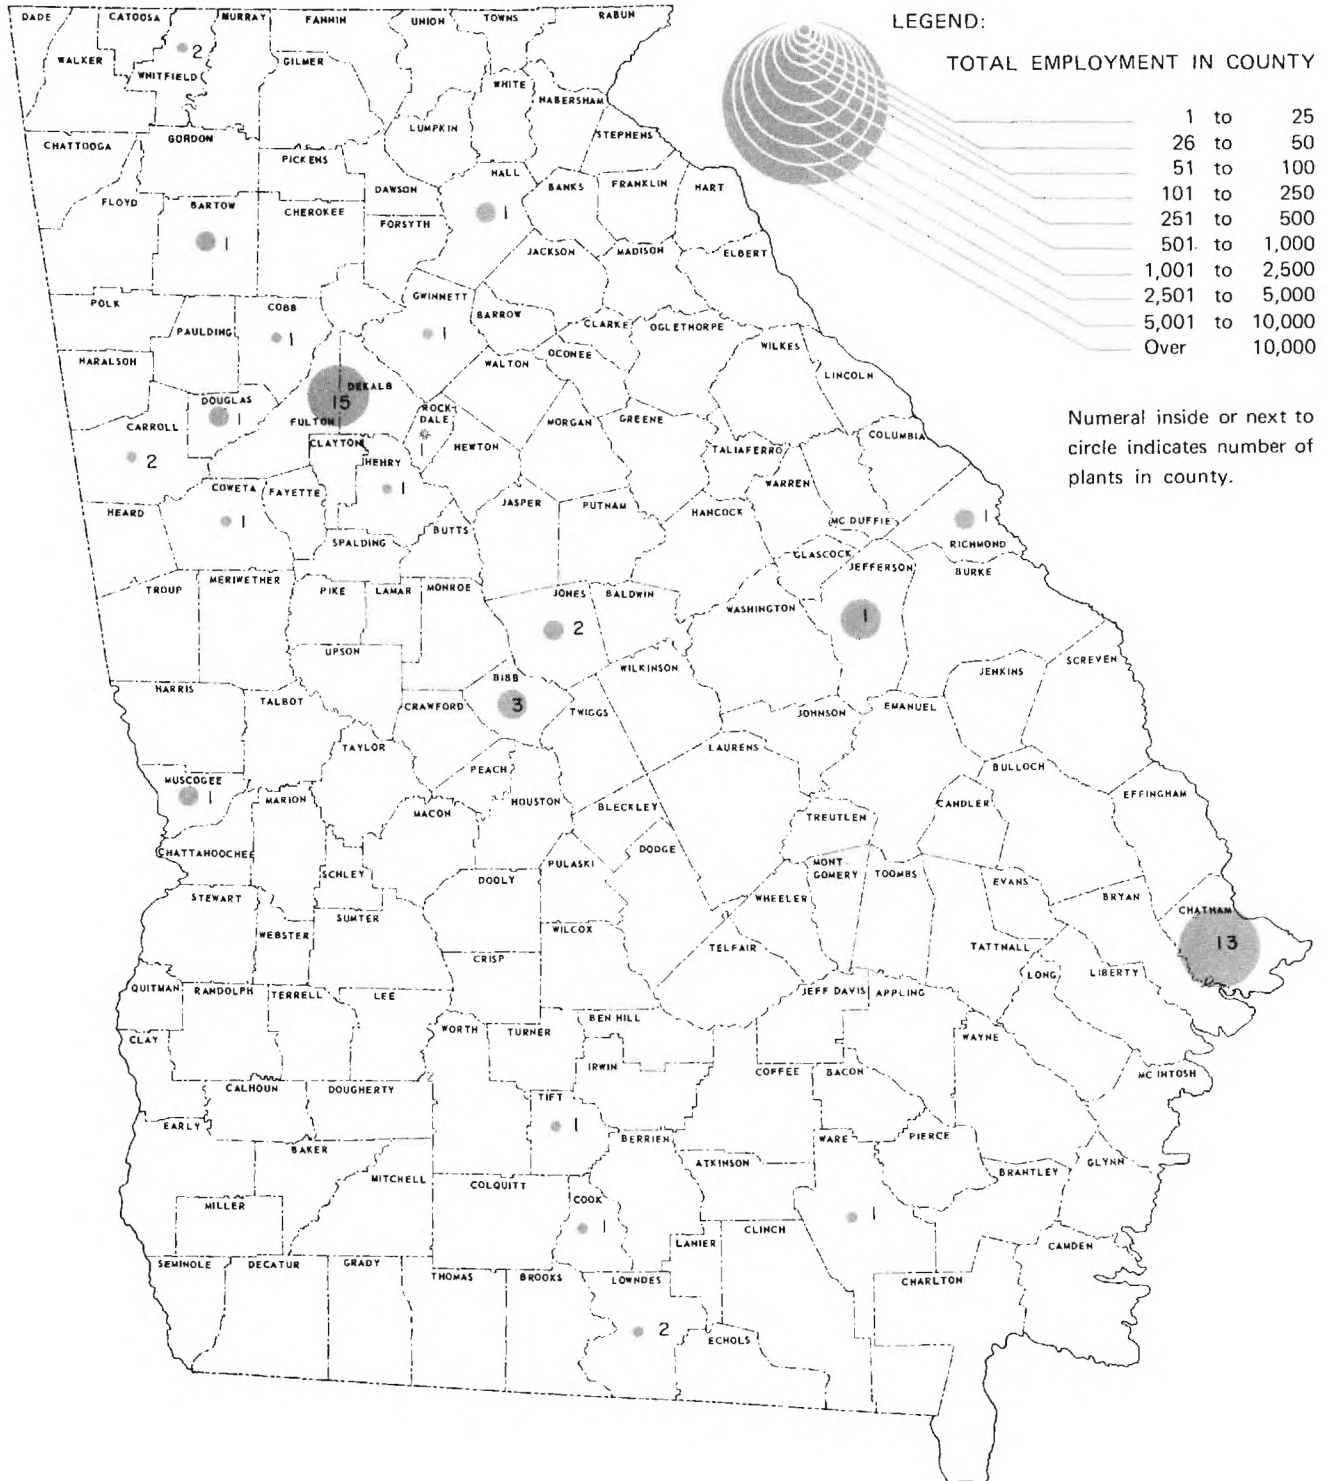 LEGEND:
TOTAL EMPLOYMENT IN COUNTY
1 to 25
26 to 50
51 to 100
101 to 250
251 to 500
501 to 1,000
1,001 to 2,500
2,501 to 5,000
5,001 to 10,000
Over 10,000
Numeral inside or next to
circle indicates number of
plants in county.
DADE
CATOOSA
MURRAY
FANNIN
UNION
TOWNS
RABUN
WALKER
2
WHITFIELD
GILMER
WHITE
HABERSHAM
LUMPKIN
STEPHENS
CHATTOOGA
GORDON
PICKENS
HALL
DAWSON
BANKS
FRANKLIN
HART
FLOYD
BARTOW
CHEROKEE
FORSYTH
1
1
JACKSON
MADISON
ELBERT
POLK
COBB
GWINNETT
PAULDING
BARROW
CLARKE
OGLETHORPE
1
1
HARALSON
WALTON
OCONEE
WILKES
LINCOLN
DEKALB
15
DOUGLAS
1
FULTON
ROCK
DALE
1
CARROLL
2
CLAYTON
HENRY
1
HEWTON
MORGAN
GREENE
TALIAFERRO
COLUMBIA
WARREN
COWETA
1
FAYETTE
HEARD
JASPER
PUTNAM
HANCOCK
MC DUFFIE
1
RICHMOND
SPALDING
BUTTS
GLASCOCK
JEFFERSON
BURKE
TROUP
MERIWETHER
PIKE
LAMAR
MONROE
JONES
BALDWIN
WASHINGTON
1
2
UPSON
WILKINSON
JENKINS
SCREVEN
HARRIS
TALBOT
BIBB
3
CRAWFORD
TWIGGS
JOHNSON
EMANUEL
TAYLOR
LAURENS
PEACH
MUSCOGEE
1
MARION
HOUSTON
BLECKLEY
MACON
BULLOCH
EFFINGHAM
CANDLER
TREUTLEN
CHATTAHOOCHEE
SCHLEY
DODGE
PULASKI
DOOLY
MONT
GOMERY
TOOMBS
EVANS
STEWART
SUMTER
WHEELER
BRYAN
CHATHAM
13
WEBSTER
WILCOX
TELFAIR
TATTNALL
CRISP
LONG
LIBERTY
QUITMAN
RANDOLPH
TERRELL
LEE
JEFF DAVIS
APPLING
BEN HILL
WORTH
TURNER
CLAY
WAYNE
IRWIN
COFFEE
BACON
MC INTOSH
CALHOUN
DOUGHERTY
TIFT
1
EARLY
BERRIEN
WARE
PIERCE
BAKER
ATKINSON
GLYNN
BRANTLEY
MITCHELL
COLQUITT
COOK
1
1
MILLER
CLINCH
LANIER
CAMDEN
SEMINOLE
DECATUR
GRADY
THOMAS
BROOKS
LOWNDES
CHARLTON
2
ECHOLS